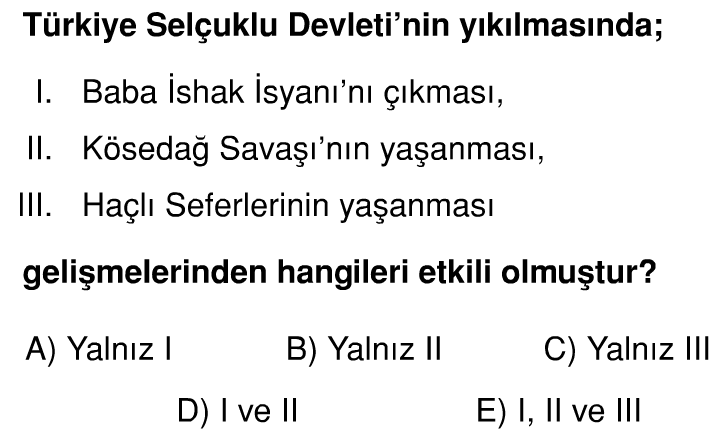 Türkiye Selçuklu Devleti’nin yıkılmasında;
I. Baba İshak İsyanı’nı çıkması,
II. Kösedağ Savaşı’nın yaşanması,
III. Haçlı Seferlerinin yaşanması
gelişmelerinden hangileri etkili olmuştur?
A) Yalnız I B) Yalnız II C) Yalnız III
D) I ve II E) I, II ve III